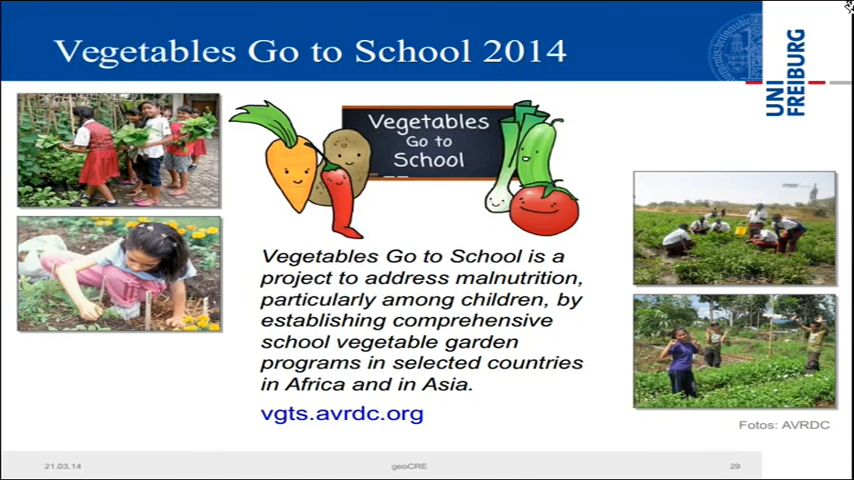 Vegetables Go to School 2014
UNI
FREIBURG
Vegetables
Go to
School
Vegetables Go to School is a
project to address malnutrition,
particularly among children, by
establishing comprehensive
school vegetable garden
programs in selected countries
in Africa and in Asia.
vgts.avrdc.org
Fotos: AVRDC
21.03.14
geoCRE
29